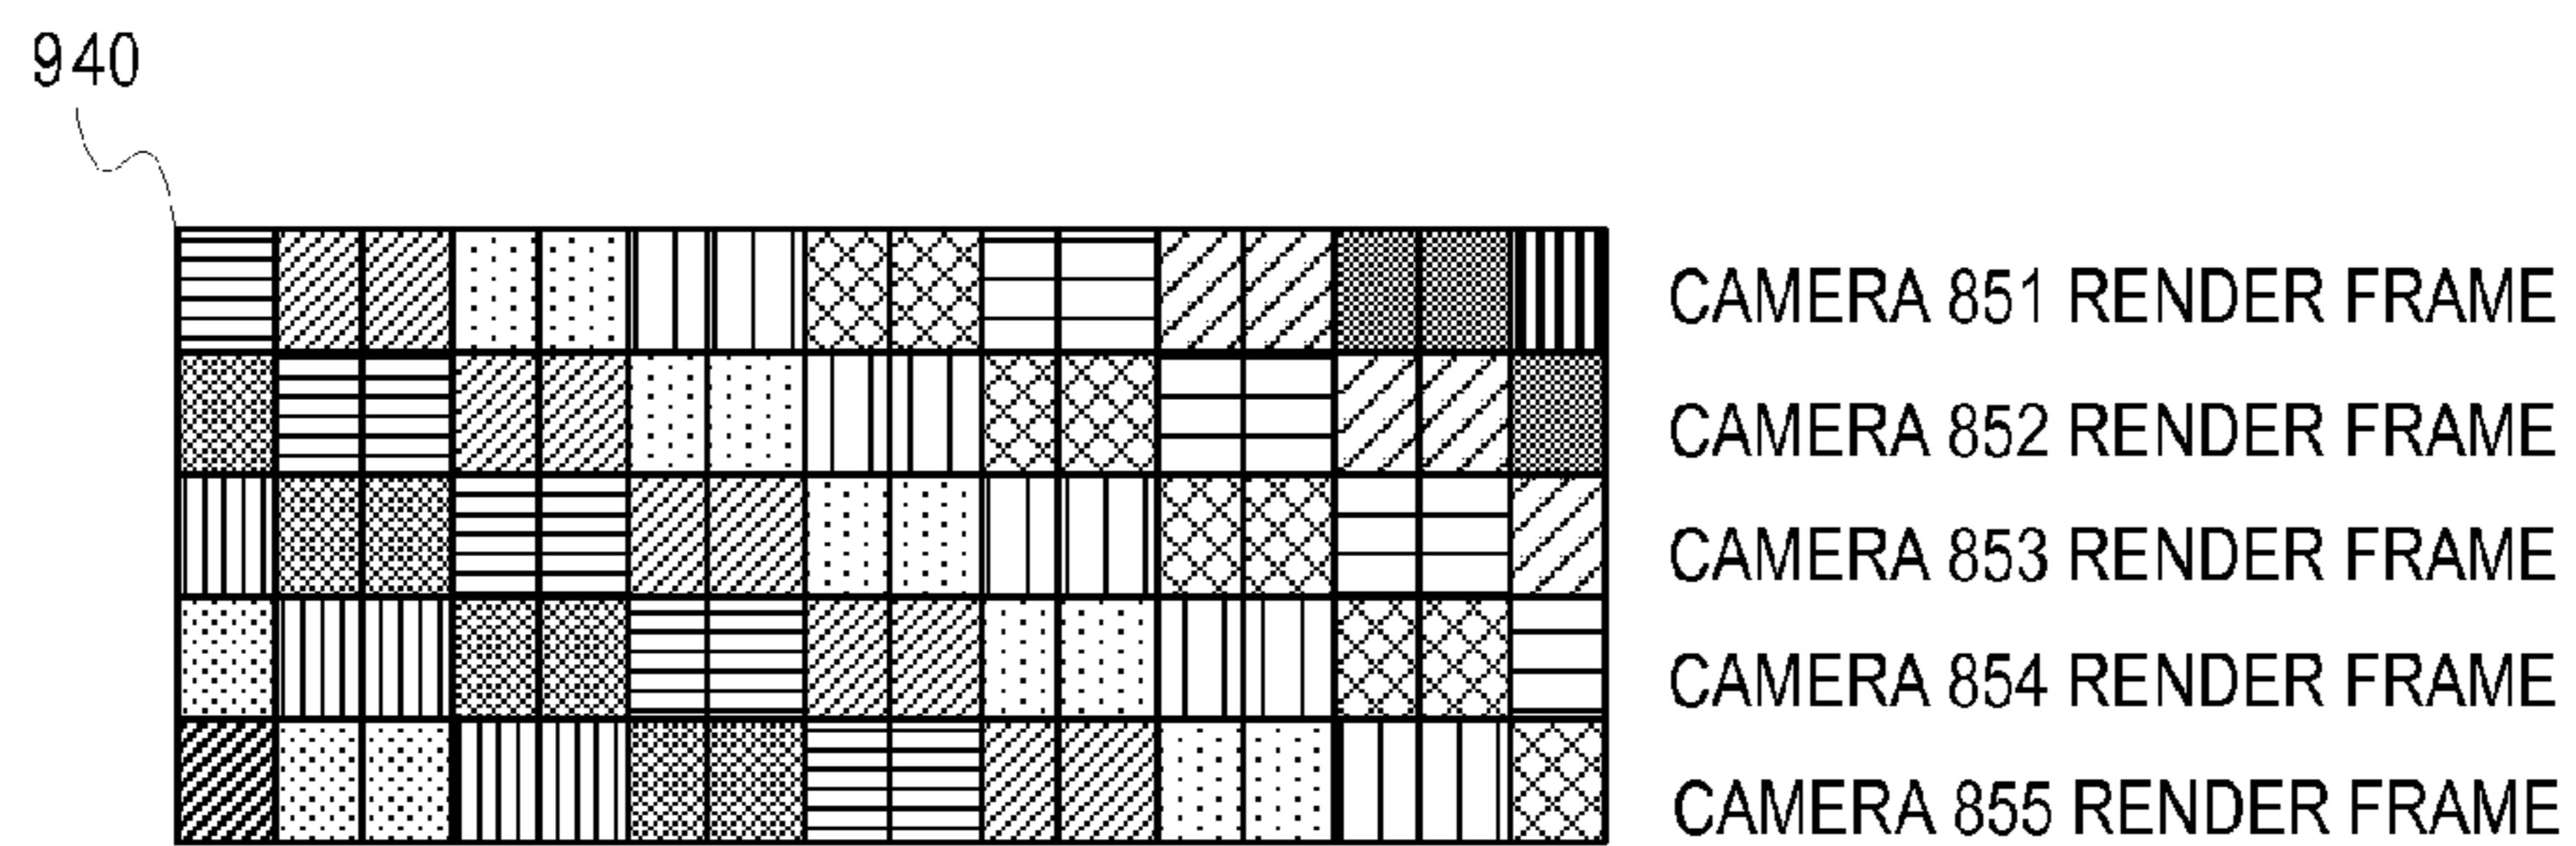 940
CAMERA 851 RENDER FRAME
CAMERA 852 RENDER FRAME
CAMERA 853 RENDER FRAME
CAMERA 854 RENDER FRAME
CAMERA 855 RENDER FRAME